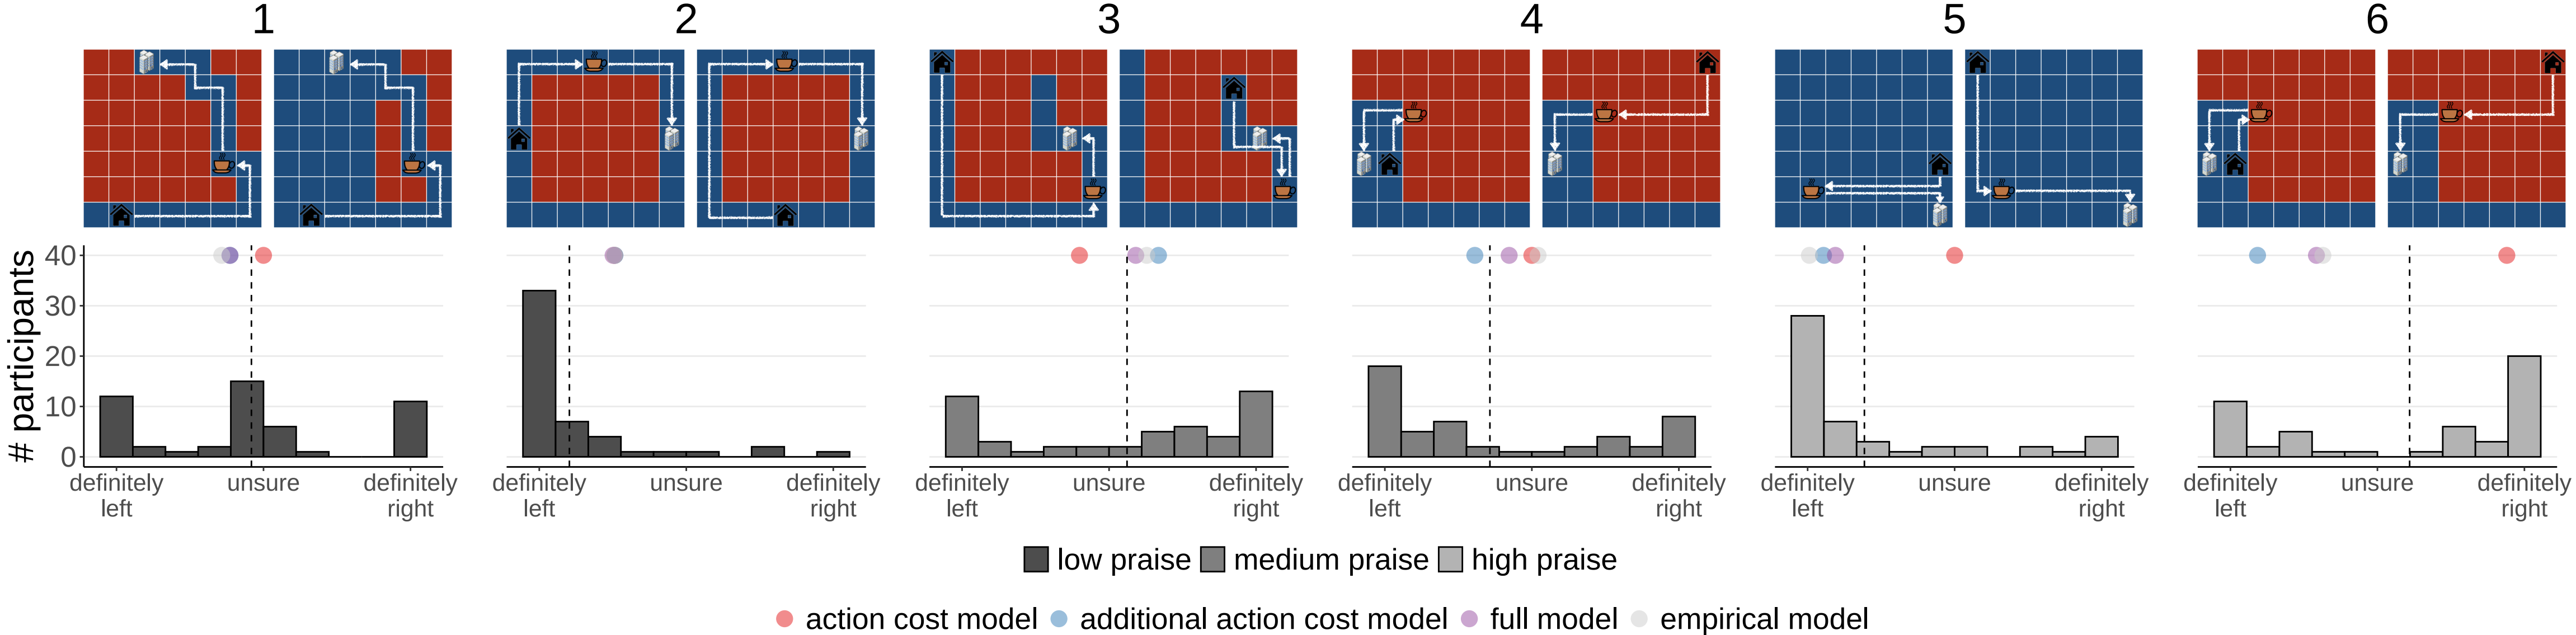 1 2 3 4 5 6
# participants
40
30
20
10
0
definitely left unsure definitely right definitely left unsure definitely right definitely left unsure definitely right definitely left unsure definitely right definitely left unsure definitely right definitely left unsure definitely right
low praise medium praise high praise
action cost model additional action cost model full model empirical model